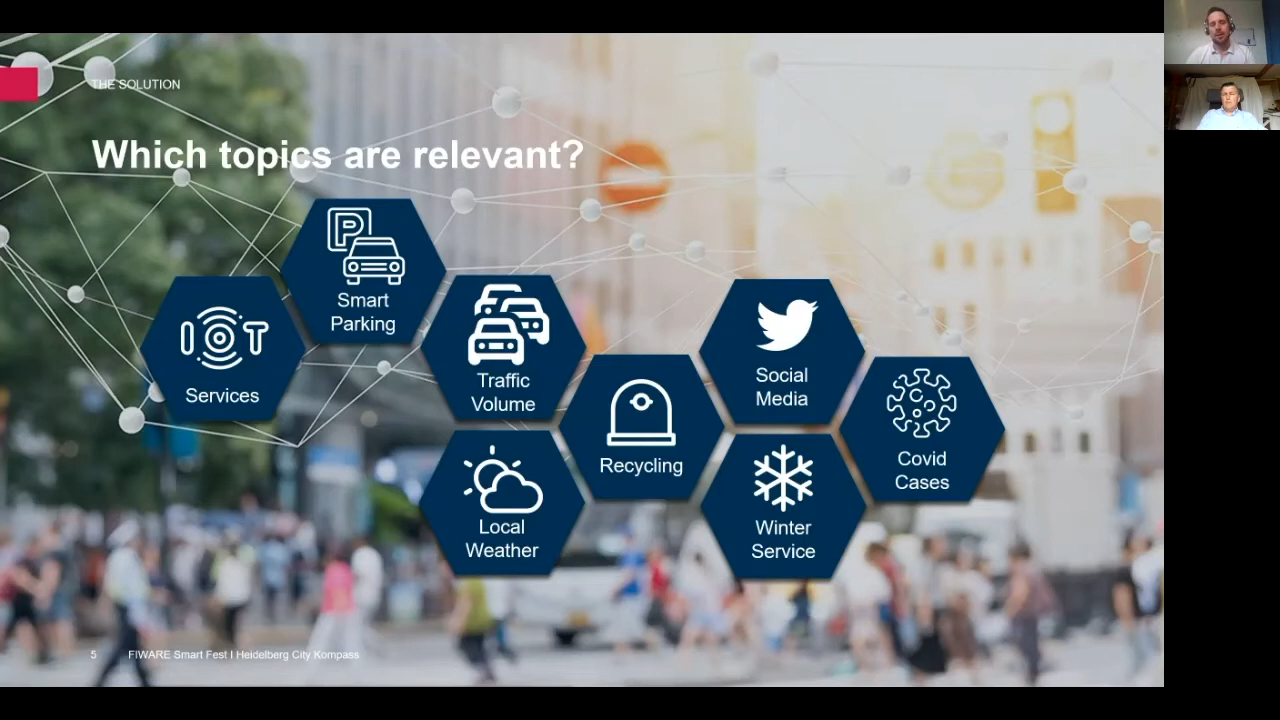 THE SOLUTION
Which topics are relevant?
P
Smart
Parking
IOT
Services
Traffic
Volume
Social
Media
Recycling
Covid
Cases
Local
Weather
Winter
Service
5 FIWARE Smart Fest I Heidelberg City Kompass